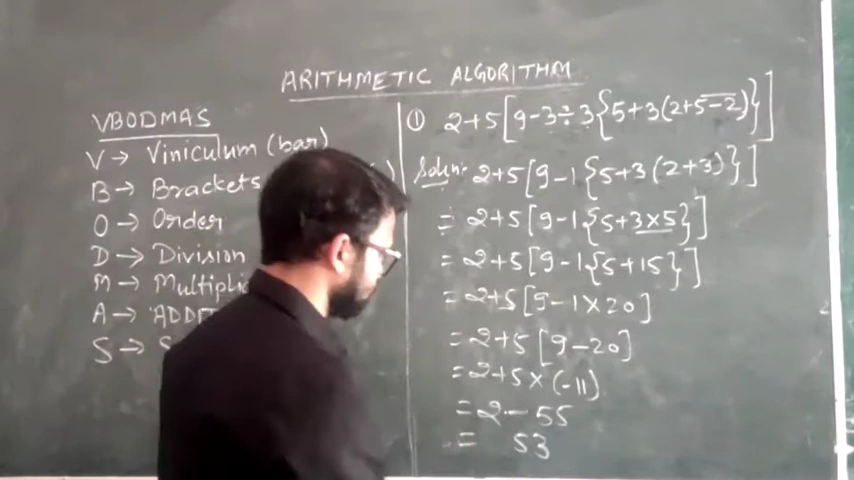 ARITHMETIC ALGORITHM
VBODMAS
V → Viniculum (bar)
B → Brackets
O → Order
D → Division
M →
A →
S →
① 2+5[9-3÷3{5+3(2+5̅-̅2̅)}]
Soln:- 2+5[9-1{5+3(2+3)}]
= 2+5[9-1{5+3×5}]
= 2+5[9-1{5+15}]
= 2+5[9-1×20]
= 2+5[9-20]
= 2+5×(-11)
= 2-55
= 53